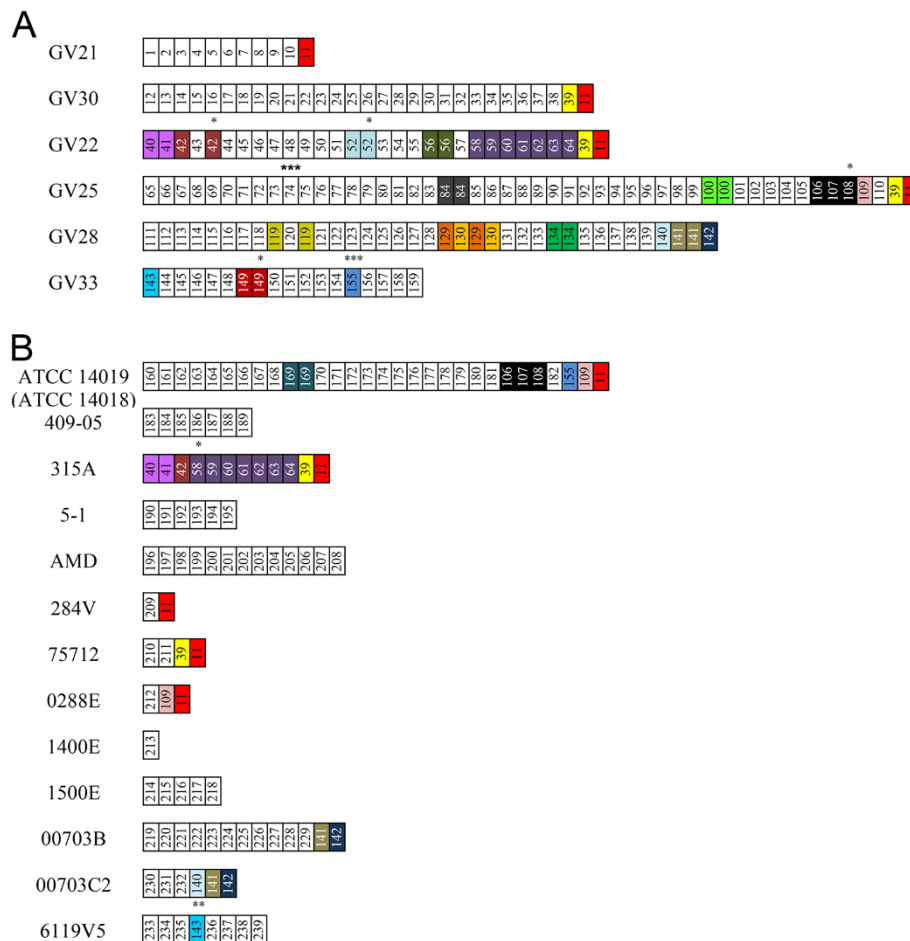 A
GV21 1 2 3 4 5 6 7 8 9 10 11
GV30 12 13 14 15 16 17 18 19 20 21 22 23 24 25 26 27 28 29 30 31 32 33 34 35 36 37 38 39 11
* *
GV22 40 41 42 43 42 44 45 46 47 48 49 50 51 52 52 53 54 55 56 56 57 58 59 60 61 62 63 64 39 11
*** *
GV25 65 66 67 68 69 70 71 72 73 74 75 76 77 78 79 80 81 82 83 84 84 85 86 87 88 89 90 91 92 93 94 95 96 97 98 99 100 100 101 102 103 104 105 106 107 108 109 110 39 11
GV28 111 112 113 114 115 116 117 118 119 120 119 121 122 123 124 125 126 127 128 129 130 129 130 131 132 133 134 134 135 136 137 138 139 140 141 141 142
* ***
GV33 143 144 145 146 147 148 149 149 150 151 152 153 154 155 156 157 158 159
B
ATCC 14019 160 161 162 163 164 165 166 167 168 169 169 170 171 172 173 174 175 176 177 178 179 180 181 106 107 108 182 155 109 11
(ATCC 14018)
409-05 183 184 185 186 187 188 189
*
315A 40 41 42 58 59 60 61 62 63 64 39 11
5-1 190 191 192 193 194 195
AMD 196 197 198 199 200 201 202 203 204 205 206 207 208
284V 209 11
75712 210 211 39 11
0288E 212 109 11
1400E 213
1500E 214 215 216 217 218
00703B 219 220 221 222 223 224 225 226 227 228 229 141 142
00703C2 230 231 232 140 141 142
**
6119V5 233 234 235 143 236 237 238 239